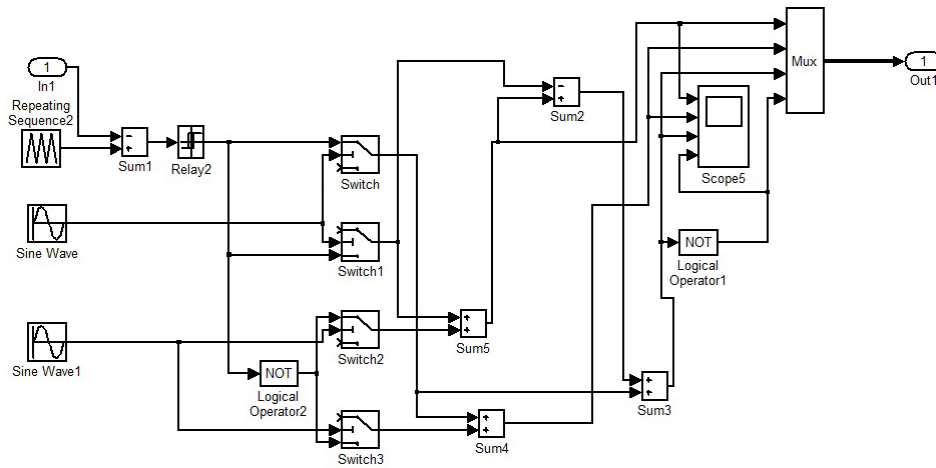 1
In1
Repeating
Sequence2
-
+
Sum1
Relay2
Switch
Sine Wave
Switch1
Sine Wave1
Switch2
NOT
Logical
Operator2
Switch3
-
+
Sum2
+
+
Sum5
+
+
Sum4
+
+
Sum3
Scope5
NOT
Logical
Operator1
Mux
1
Out1